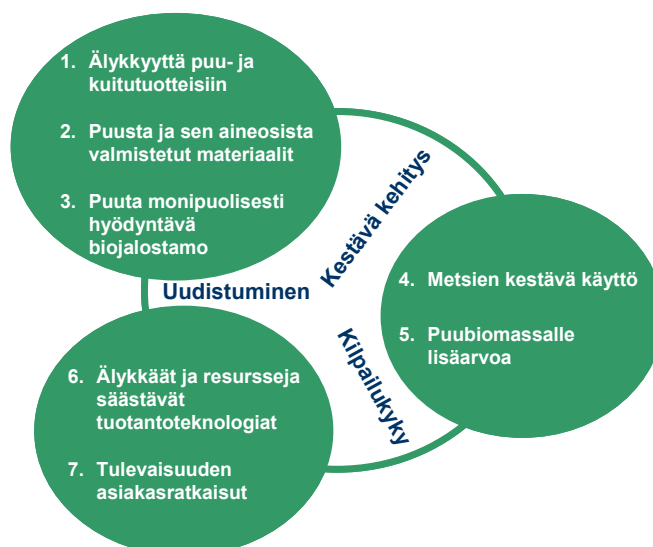 1. Älykkyyttä puu- ja
kuitutuotteisiin
2. Puusta ja sen aineosista
valmistetut materiaalit
3. Puuta monipuolisesti
hyödyntävä
biojalostamo
Kestävä kehitys
Uudistuminen
Kilpailukyky
4. Metsien kestävä käyttö
5. Puubiomassalle
lisäarvoa
6. Älykkäät ja resursseja
säästävät
tuotantoteknologiat
7. Tulevaisuuden
asiakasratkaisut